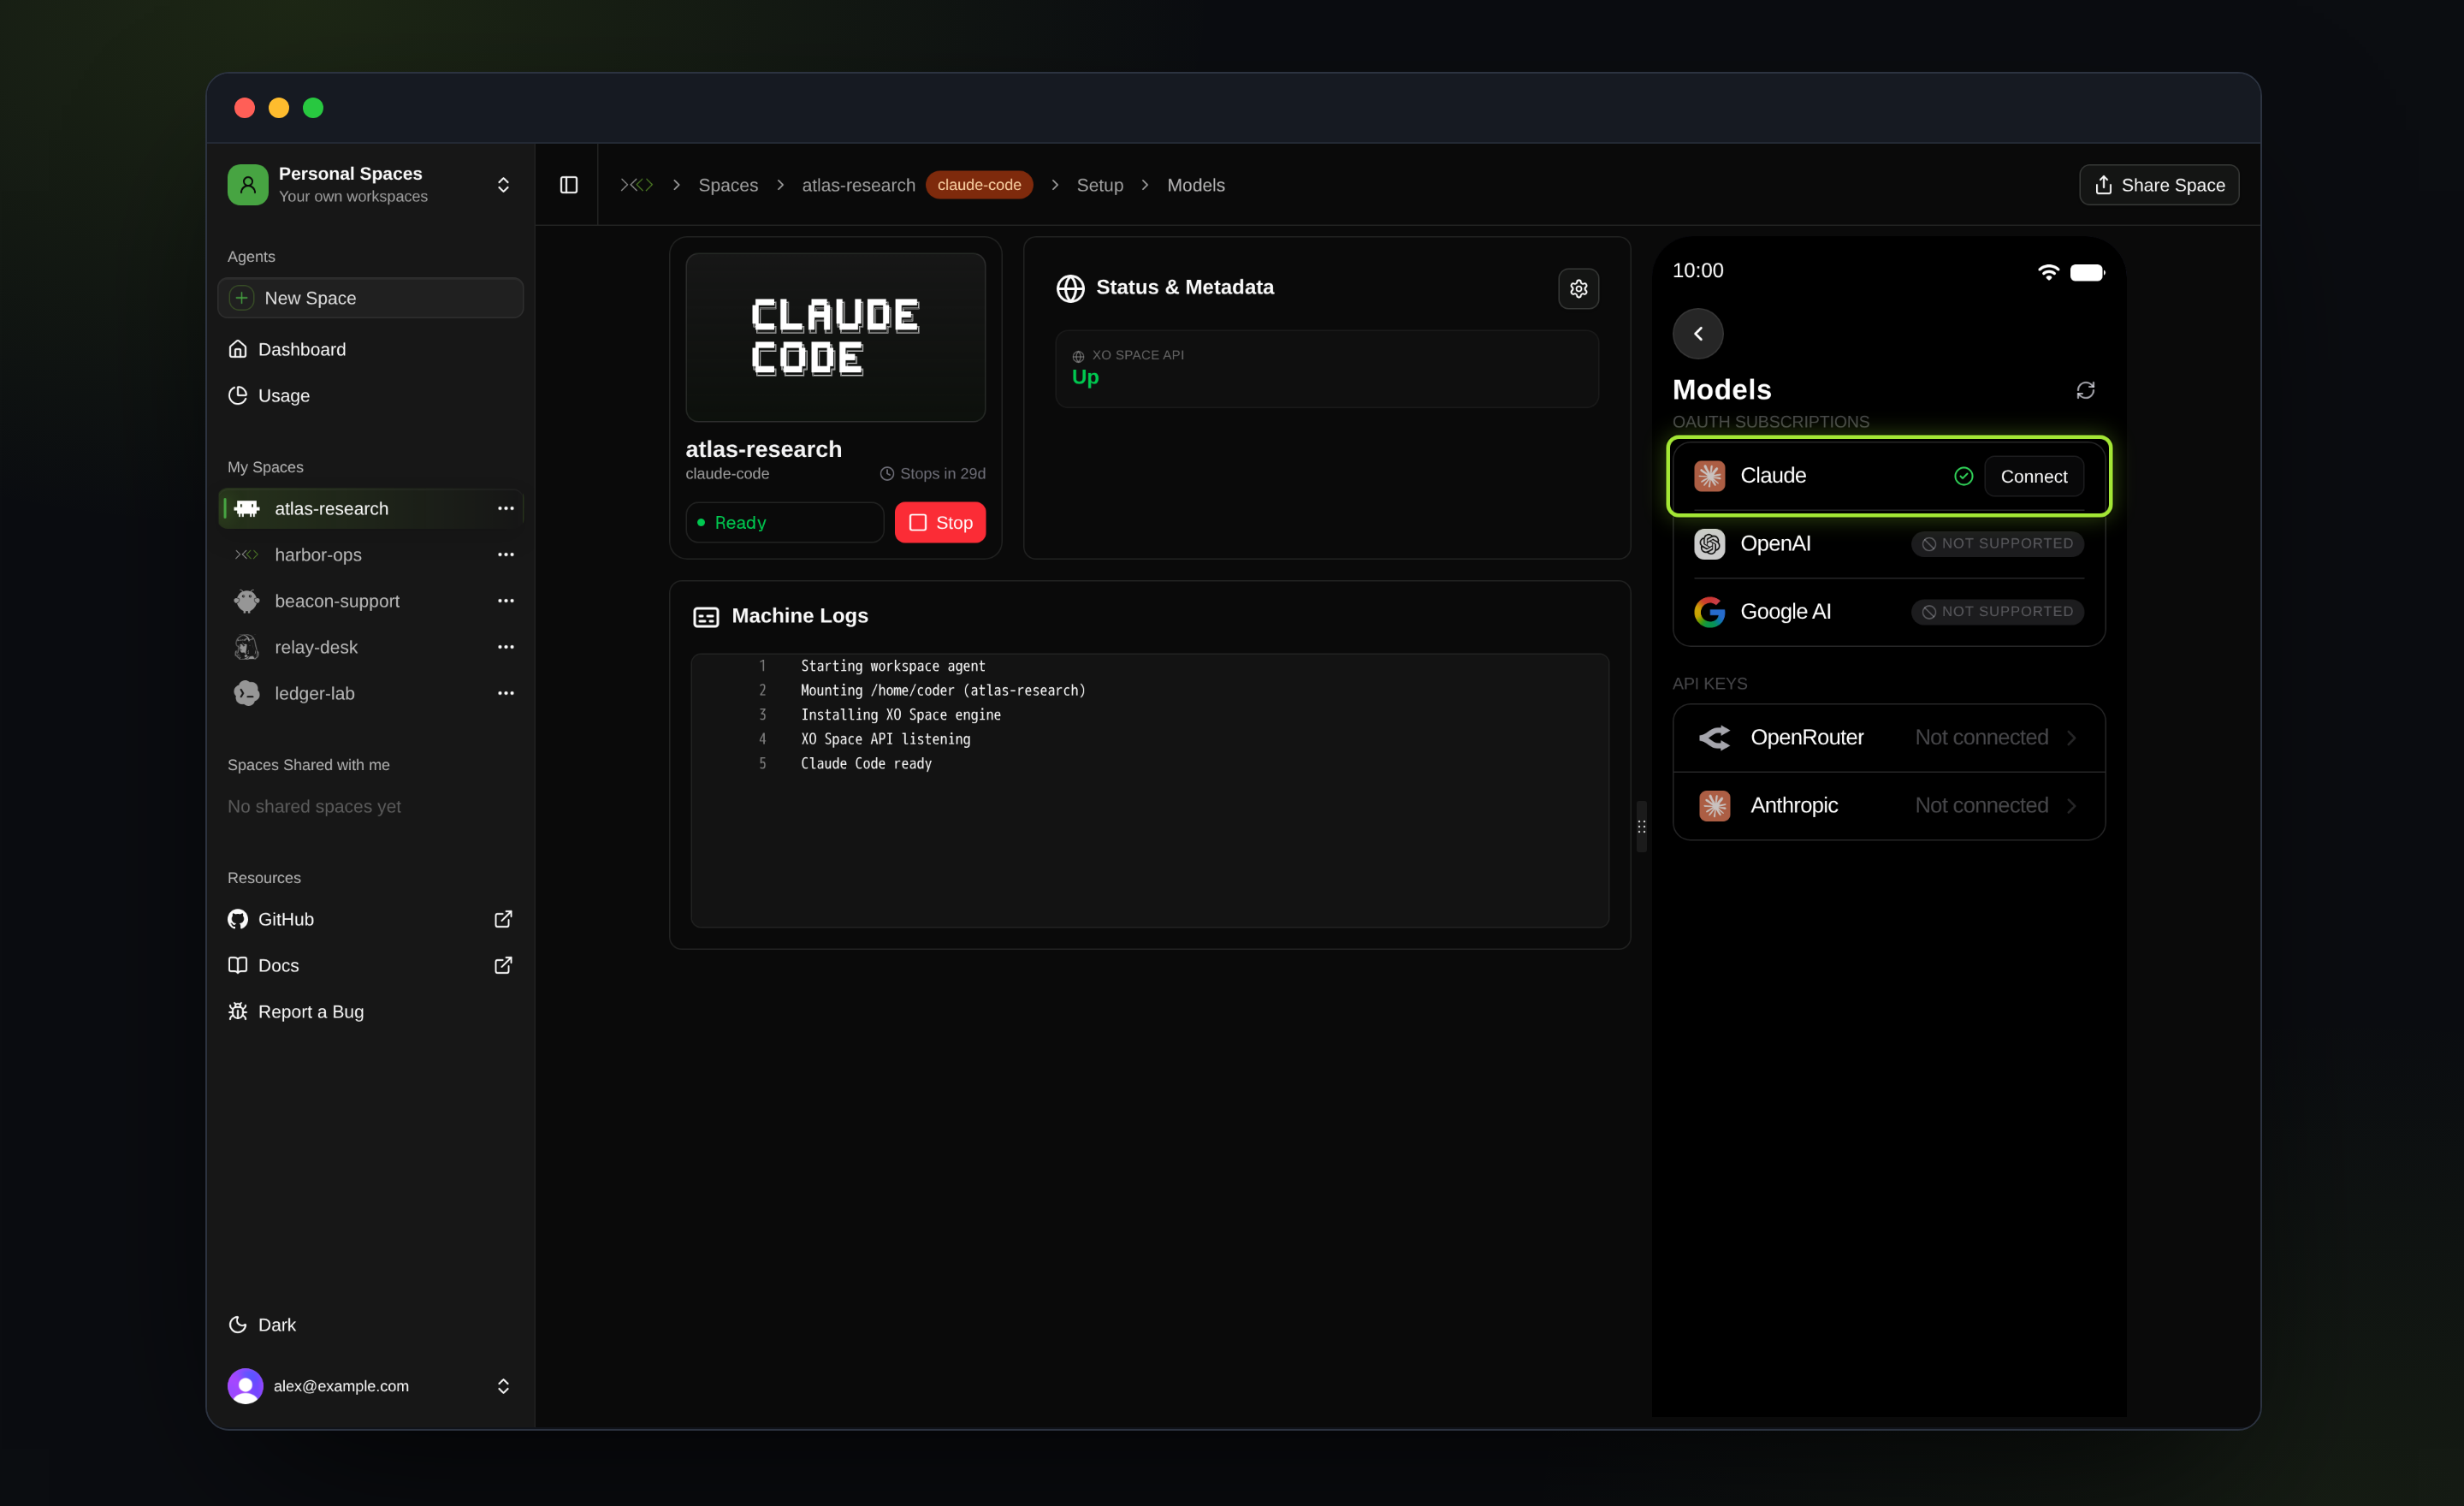 Personal Spaces
Your own workspaces
Agents
New Space
Dashboard
Usage
My Spaces
atlas-research
harbor-ops
beacon-support
relay-desk
ledger-lab
Spaces Shared with me
No shared spaces yet
Resources
GitHub
Docs
Report a Bug
Dark
alex@example.com
Spaces
atlas-research
claude-code
Setup
Models
Share Space
CLAUDE
CODE
atlas-research
claude-code
Stops in 29d
Ready
Stop
Status & Metadata
XO SPACE API
Up
Machine Logs
1 Starting workspace agent
2 Mounting /home/coder (atlas-research)
3 Installing XO Space engine
4 XO Space API listening
5 Claude Code ready
10:00
Models
OAUTH SUBSCRIPTIONS
Claude
Connect
OpenAI
NOT SUPPORTED
Google AI
NOT SUPPORTED
API KEYS
OpenRouter
Not connected
Anthropic
Not connected